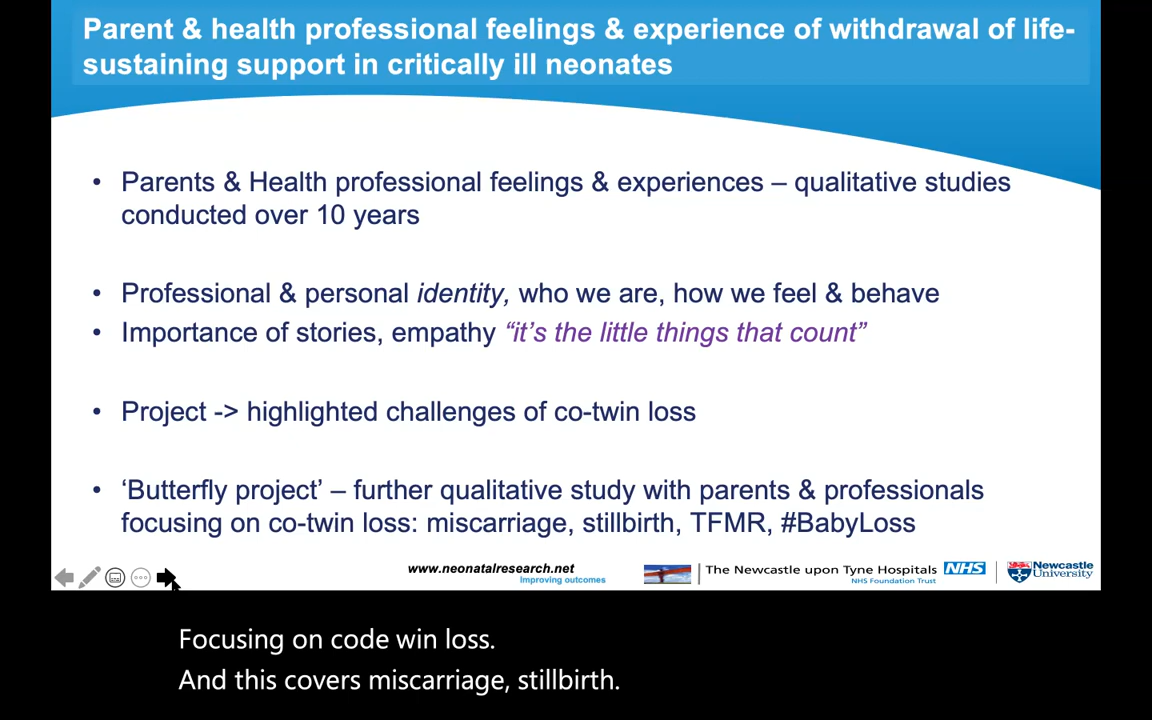 Parent & health professional feelings & experience of withdrawal of life-
sustaining support in critically ill neonates
• Parents & Health professional feelings & experiences – qualitative studies
conducted over 10 years
• Professional & personal identity, who we are, how we feel & behave
• Importance of stories, empathy “it’s the little things that count”
• Project -> highlighted challenges of co-twin loss
• ‘Butterfly project’ – further qualitative study with parents & professionals
focusing on co-twin loss: miscarriage, stillbirth, TFMR, #BabyLoss
www.neonatalresearch.net
Improving outcomes
The Newcastle upon Tyne Hospitals NHS
NHS Foundation Trust
Newcastle
University
Focusing on code win loss.
And this covers miscarriage, stillbirth.